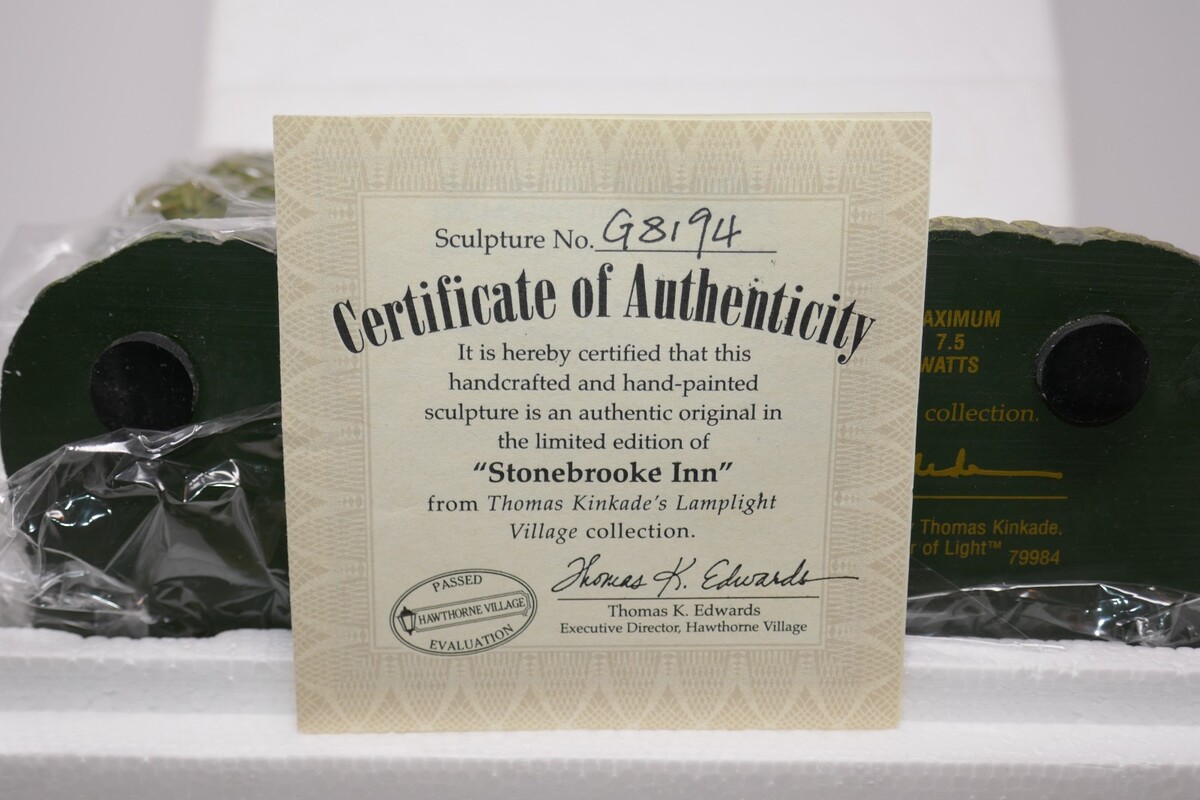 Sculpture No. G8194
Certificate of Authenticity
It is hereby certified that this
handcrafted and hand-painted
sculpture is an authentic original in
the limited edition of
“Stonebrooke Inn”
from Thomas Kinkade's Lamplight
Village collection.
Thomas K. Edwards
Thomas K. Edwards
Executive Director, Hawthorne Village
PASSED
HAWTHORNE VILLAGE
EVALUATION
AXIMUM
7.5
WATTS
collection.
Thomas Kinkade.
r of Light™ 79984